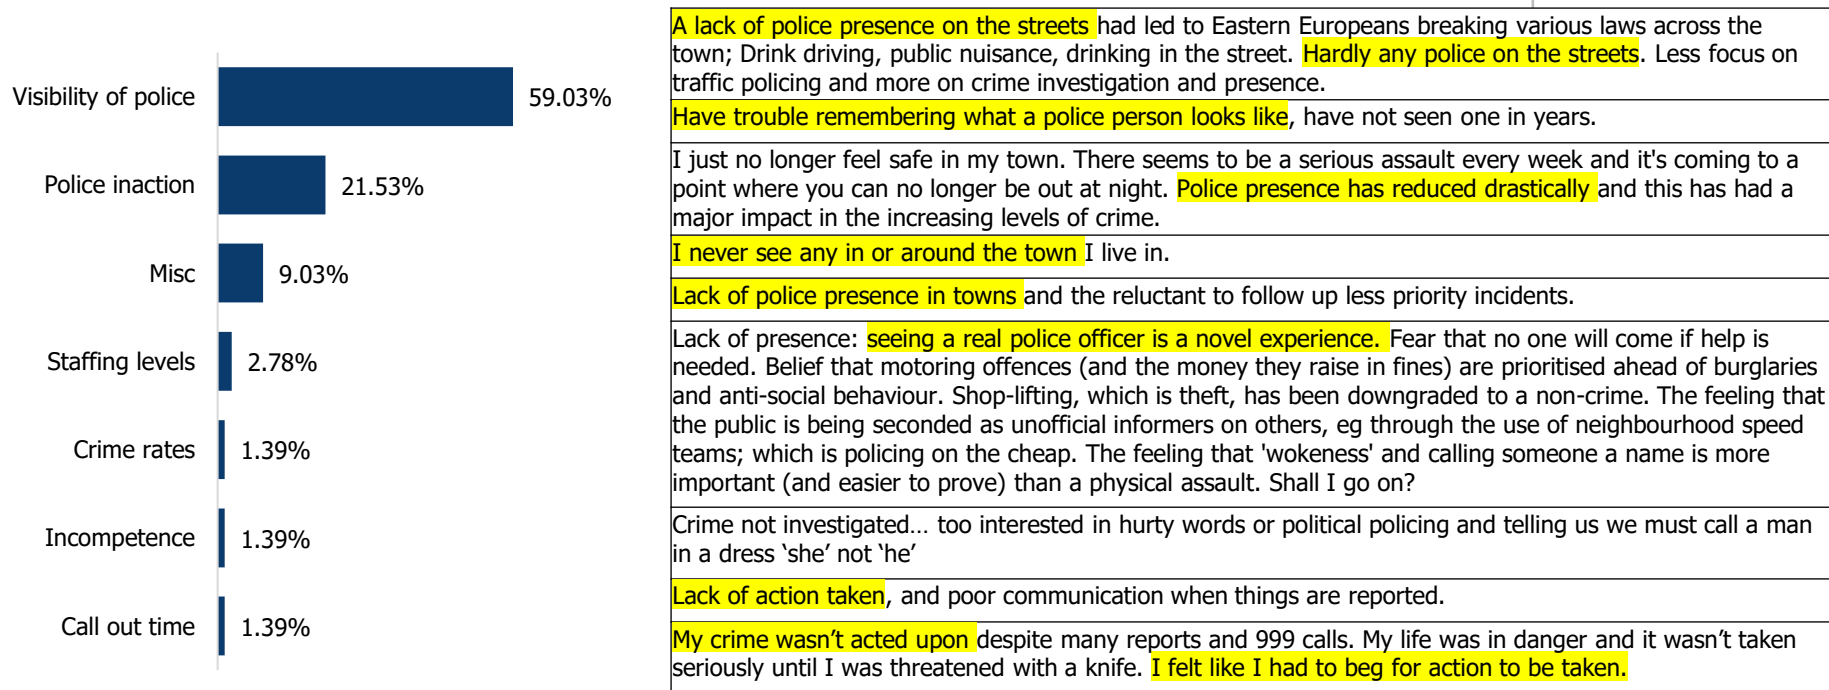 Visibility of police
59.03%
Police inaction
21.53%
Misc
9.03%
Staffing levels
2.78%
Crime rates
1.39%
Incompetence
1.39%
Call out time
1.39%
A lack of police presence on the streets had led to Eastern Europeans breaking various laws across the
town; Drink driving, public nuisance, drinking in the street. Hardly any police on the streets. Less focus on
traffic policing and more on crime investigation and presence.
Have trouble remembering what a police person looks like, have not seen one in years.
I just no longer feel safe in my town. There seems to be a serious assault every week and it's coming to a
point where you can no longer be out at night. Police presence has reduced drastically and this has had a
major impact in the increasing levels of crime.
I never see any in or around the town I live in.
Lack of police presence in towns and the reluctant to follow up less priority incidents.
Lack of presence: seeing a real police officer is a novel experience. Fear that no one will come if help is
needed. Belief that motoring offences (and the money they raise in fines) are prioritised ahead of burglaries
and anti-social behaviour. Shop-lifting, which is theft, has been downgraded to a non-crime. The feeling that
the public is being seconded as unofficial informers on others, eg through the use of neighbourhood speed
teams; which is policing on the cheap. The feeling that 'wokeness' and calling someone a name is more
important (and easier to prove) than a physical assault. Shall I go on?
Crime not investigated… too interested in hurty words or political policing and telling us we must call a man
in a dress ‘she’ not ‘he’
Lack of action taken, and poor communication when things are reported.
My crime wasn’t acted upon despite many reports and 999 calls. My life was in danger and it wasn’t taken
seriously until I was threatened with a knife. I felt like I had to beg for action to be taken.